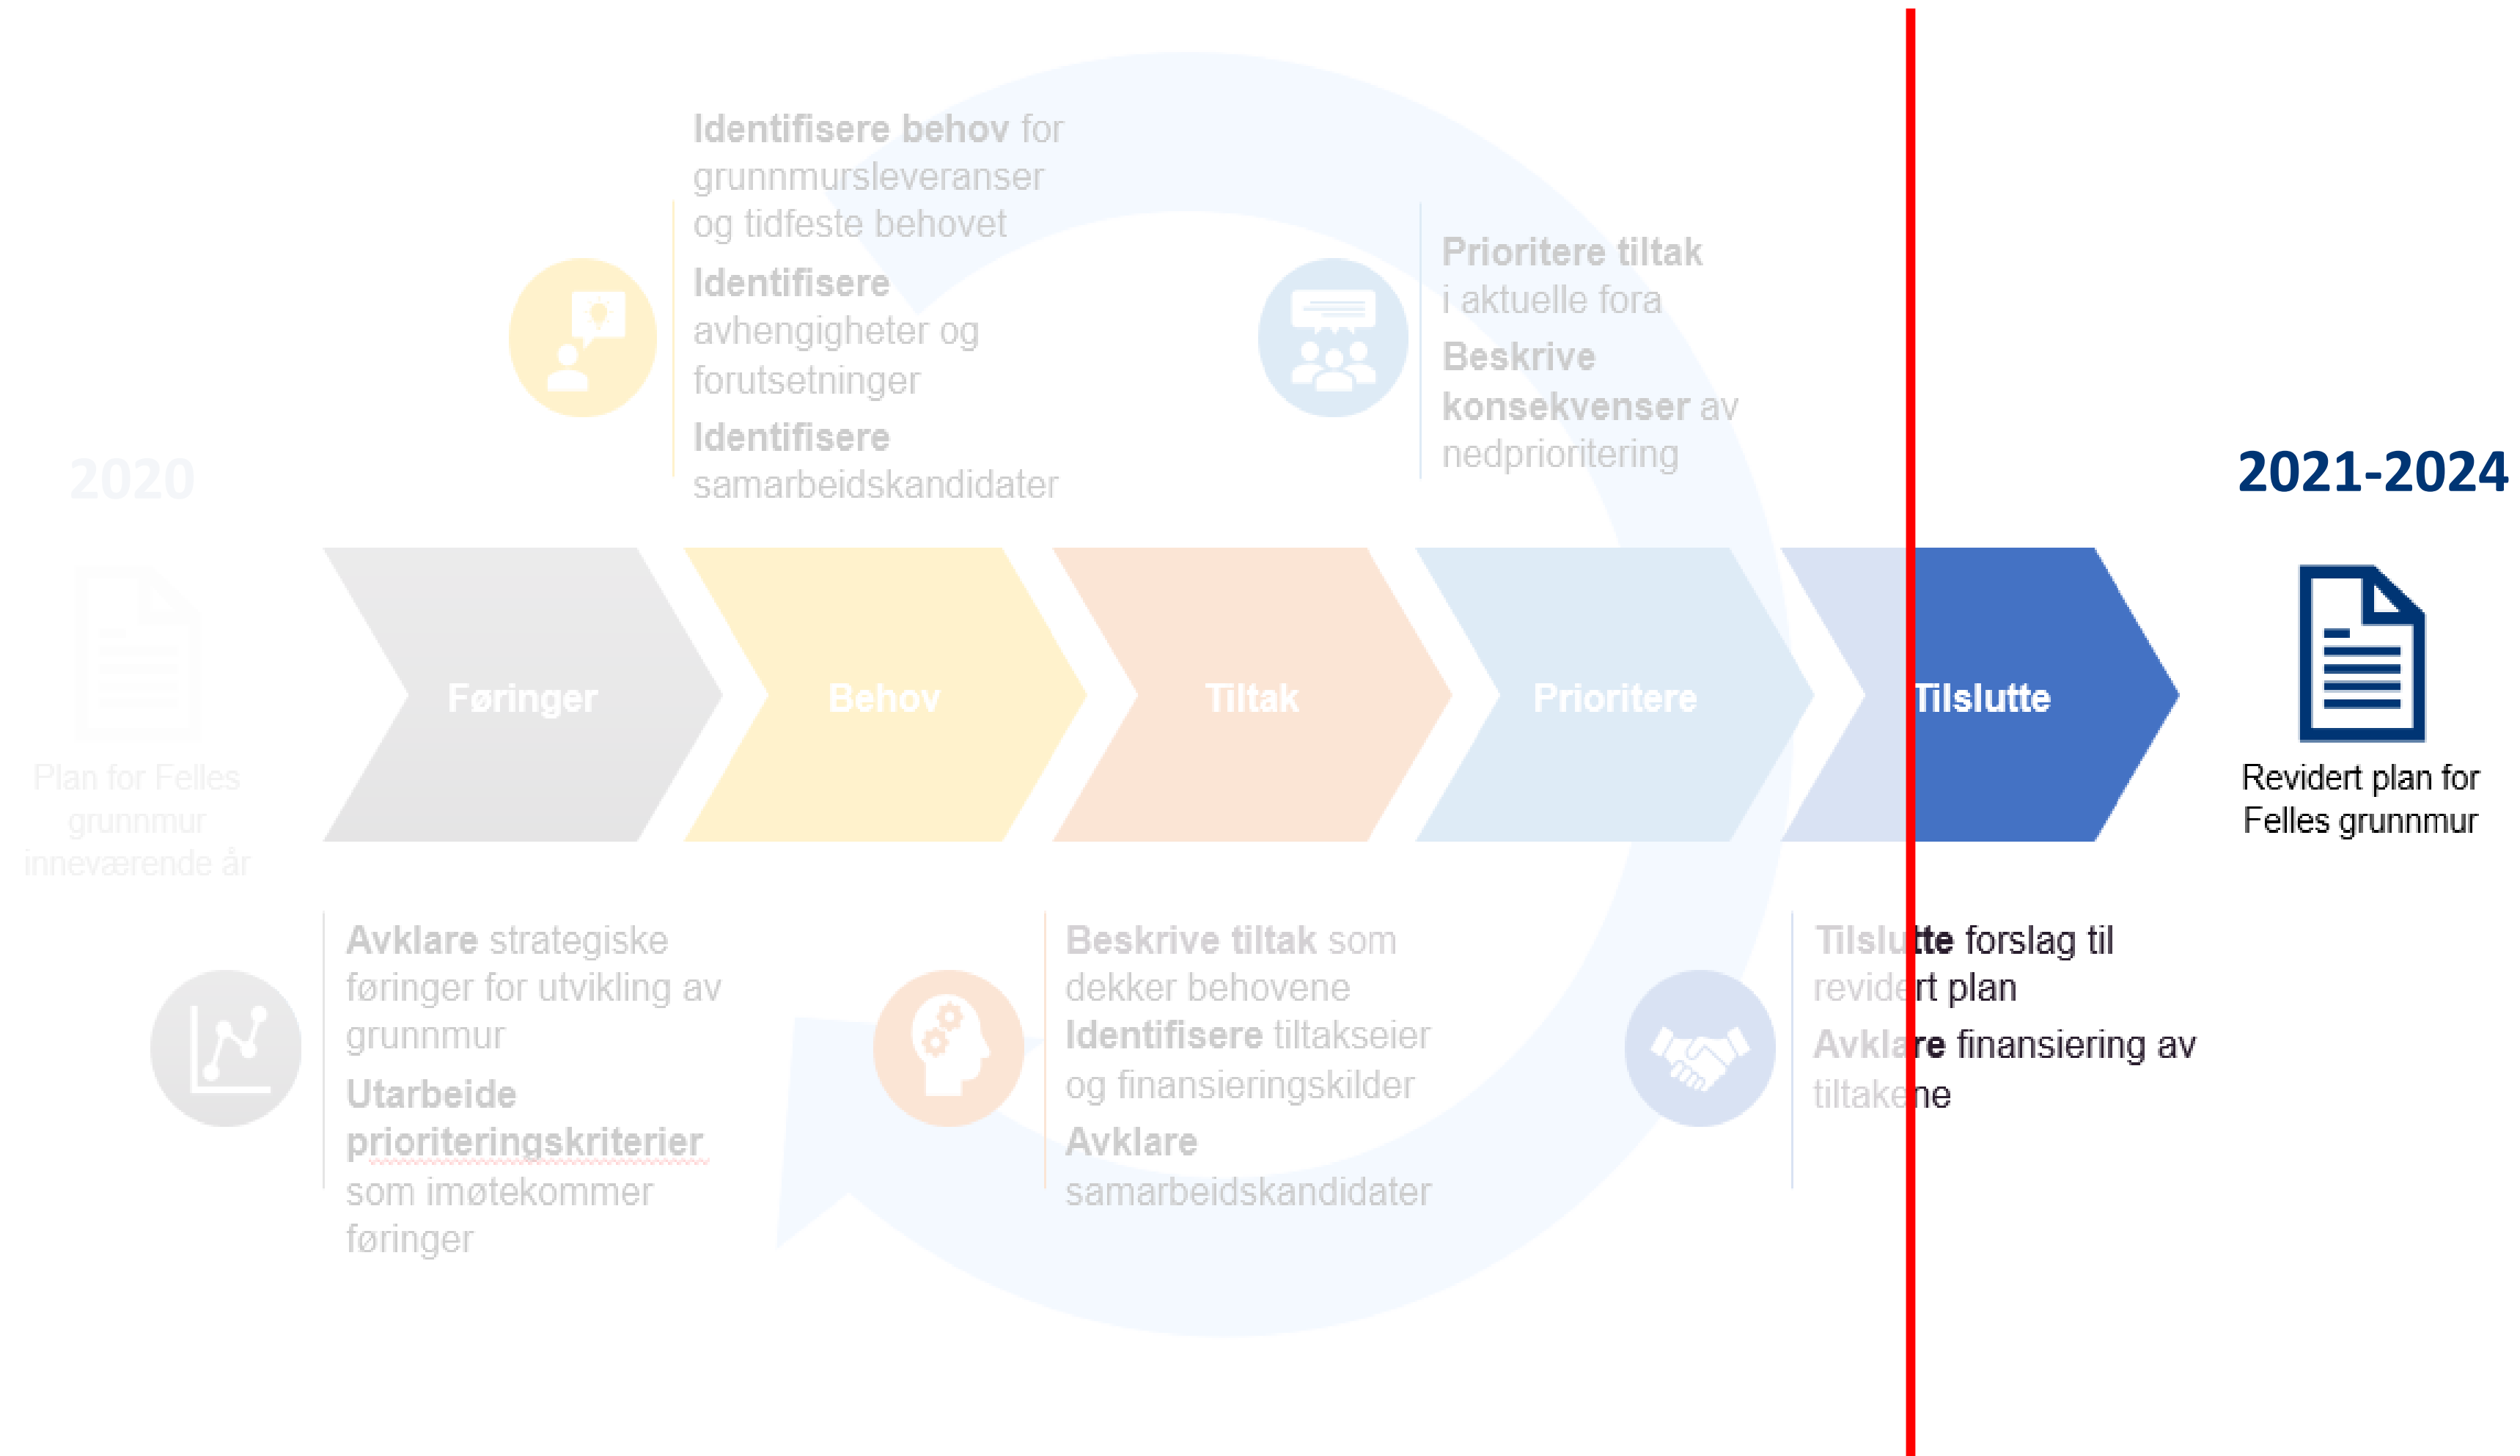 2020
Plan for Felles
grunnmur
inneværende år
Identifisere behov for
grunnmursleveranser
og tidfeste behovet
Identifisere
avhengigheter og
forutsetninger
Identifisere
samarbeidskandidater
Prioritere tiltak
i aktuelle fora
Beskrive
konsekvenser av
nedprioritering
Føringer
Behov
Tiltak
Prioritere
Tilslutte
Avklare strategiske
føringer for utvikling av
grunnmur
Utarbeide
prioriteringskriterier
som imøtekommer
føringer
Beskrive tiltak som
dekker behovene
Identifisere tiltakseier
og finansieringskilder
Avklare
samarbeidskandidater
Tilslutte forslag til
revidert plan
Avklare finansiering av
tiltakene
2021-2024
Revidert plan for
Felles grunnmur